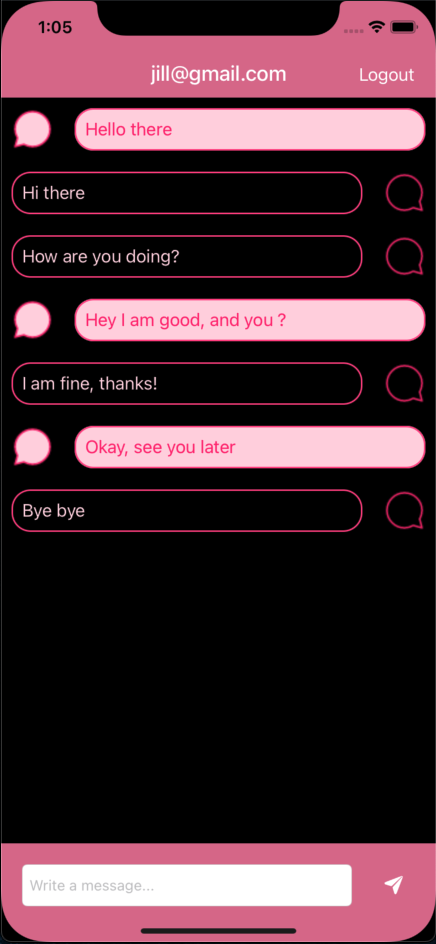 1:05
jill@gmail.com Logout
Hello there
Hi there
How are you doing?
Hey I am good, and you ?
I am fine, thanks!
Okay, see you later
Bye bye
Write a message...